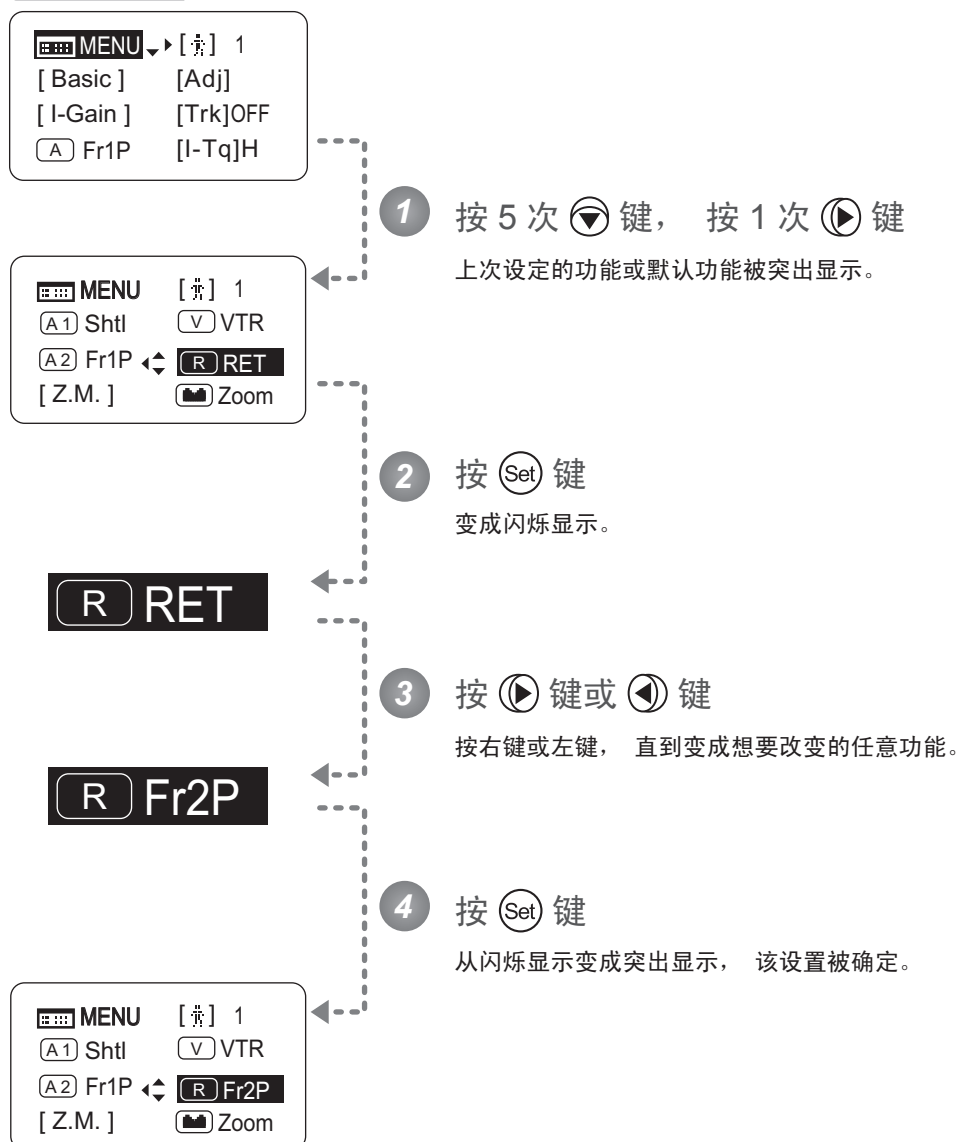 MENU [ ] 1
[ Basic ] [Adj]
[ I-Gain ] [Trk]OFF
A Fr1P [I-Tq]H
1 按 5 次 键， 按 1 次 键
上次设定的功能或默认功能被突出显示。
MENU [ ] 1
A1 Shtl V VTR
A2 Fr1P R RET
[ Z.M. ] Zoom
2 按 Set 键
变成闪烁显示。
R RET
3 按 键或 键
按右键或左键， 直到变成想要改变的任意功能。
R Fr2P
4 按 Set 键
从闪烁显示变成突出显示， 该设置被确定。
MENU [ ] 1
A1 Shtl V VTR
A2 Fr1P R Fr2P
[ Z.M. ] Zoom